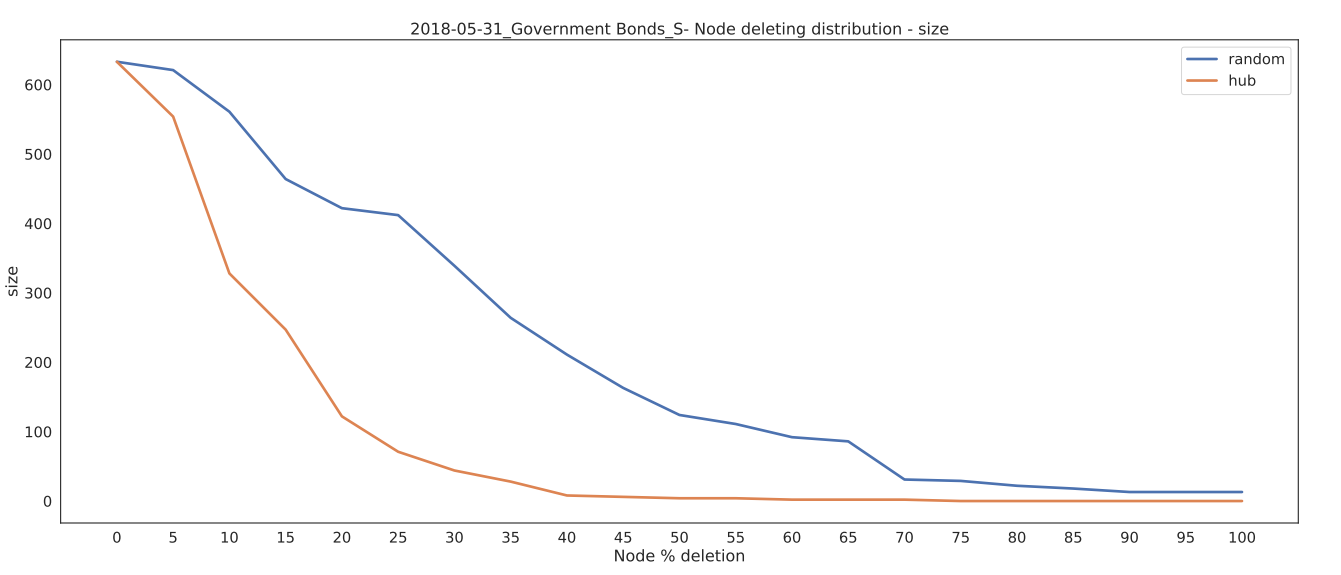 2018-05-31_Government Bonds_S- Node deleting distribution - size
random
hub
600
500
400
300
200
100
0
size
0 5 10 15 20 25 30 35 40 45 50 55 60 65 70 75 80 85 90 95 100
Node % deletion